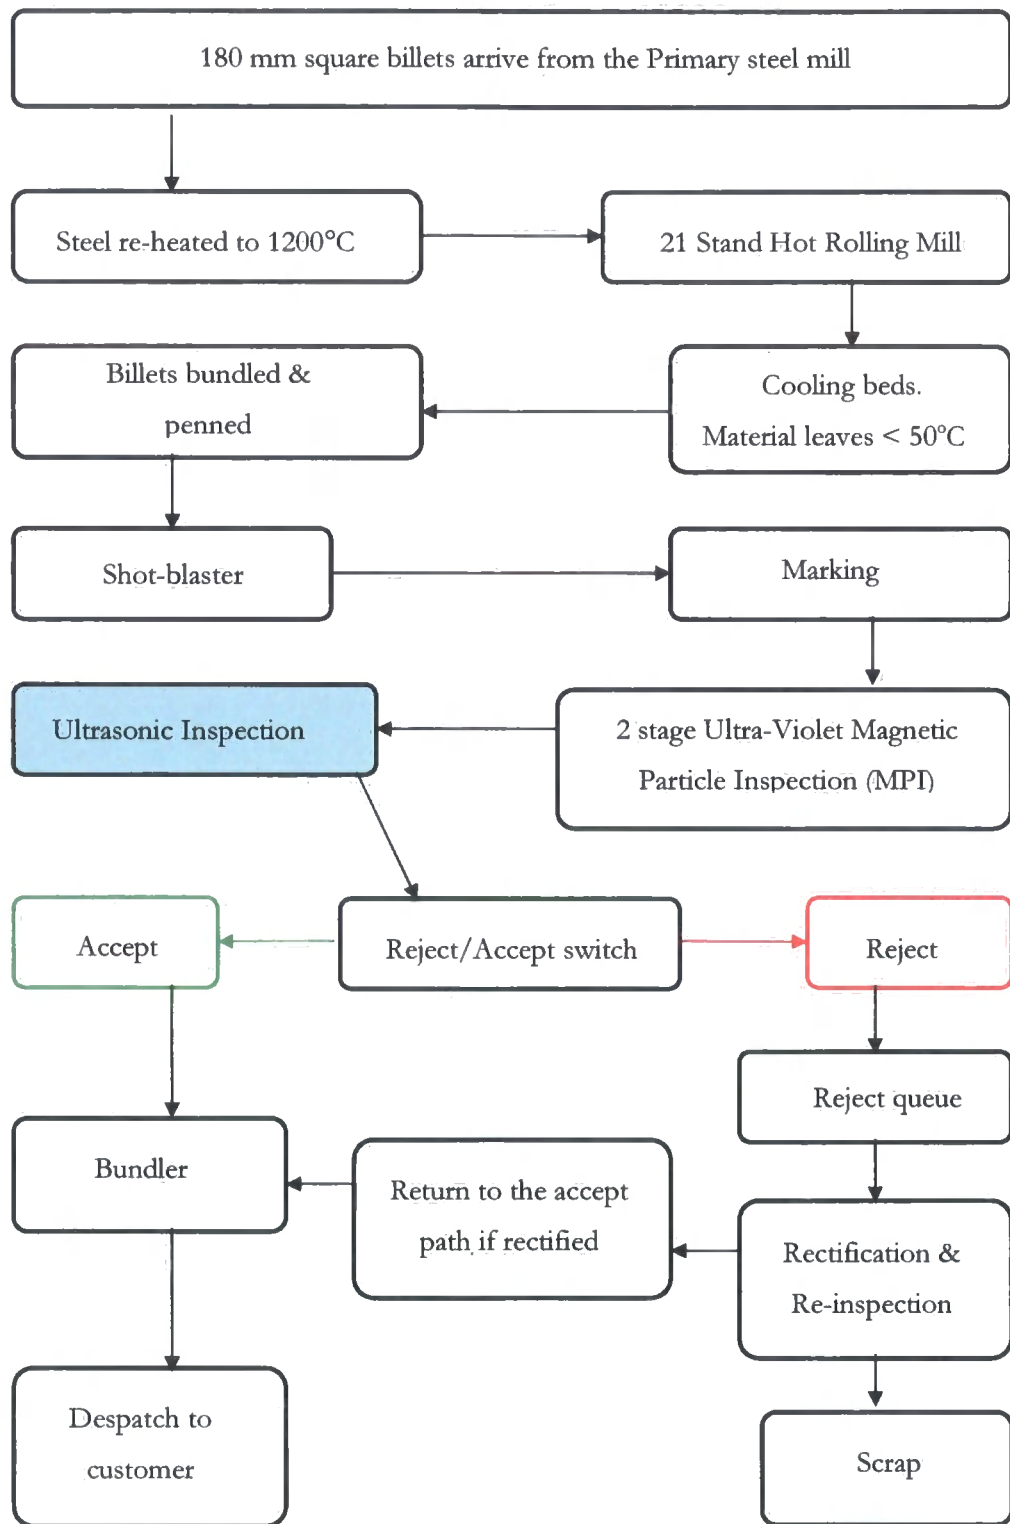 180 mm square billets arrive from the Primary steel mill
Steel re-heated to 1200°C
21 Stand Hot Rolling Mill
Billets bundled &
penned
Cooling beds.
Material leaves < 50°C
Shot-blaster
Marking
Ultrasonic Inspection
2 stage Ultra-Violet Magnetic
Particle Inspection (MPI)
Accept
Reject/Accept switch
Reject
Reject queue
Bundler
Return to the accept
path if rectified
Rectification &
Re-inspection
Despatch to
customer
Scrap